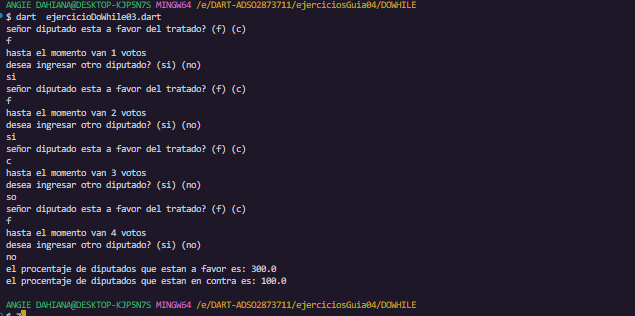 ANGIE DAHIANA@DESKTOP-KJP5N7S MINGW64 /e/DART-ADSO2873711/ejerciciosGuia04/DOWHILE
$ dart  ejercicioDoWhile03.dart
señor diputado esta a favor del tratado? (f) (c)
f
hasta el momento van 1 votos
desea ingresar otro diputado? (si) (no)
si
señor diputado esta a favor del tratado? (f) (c)
f
hasta el momento van 2 votos
desea ingresar otro diputado? (si) (no)
si
señor diputado esta a favor del tratado? (f) (c)
c
hasta el momento van 3 votos
desea ingresar otro diputado? (si) (no)
so
señor diputado esta a favor del tratado? (f) (c)
f
hasta el momento van 4 votos
desea ingresar otro diputado? (si) (no)
no
el procentaje de diputados que estan a favor es: 300.0
el porcentaje de diputados que estan en contra es: 100.0
ANGIE DAHIANA@DESKTOP-KJP5N7S MINGW64 /e/DART-ADSO2873711/ejerciciosGuia04/DOWHILE
$